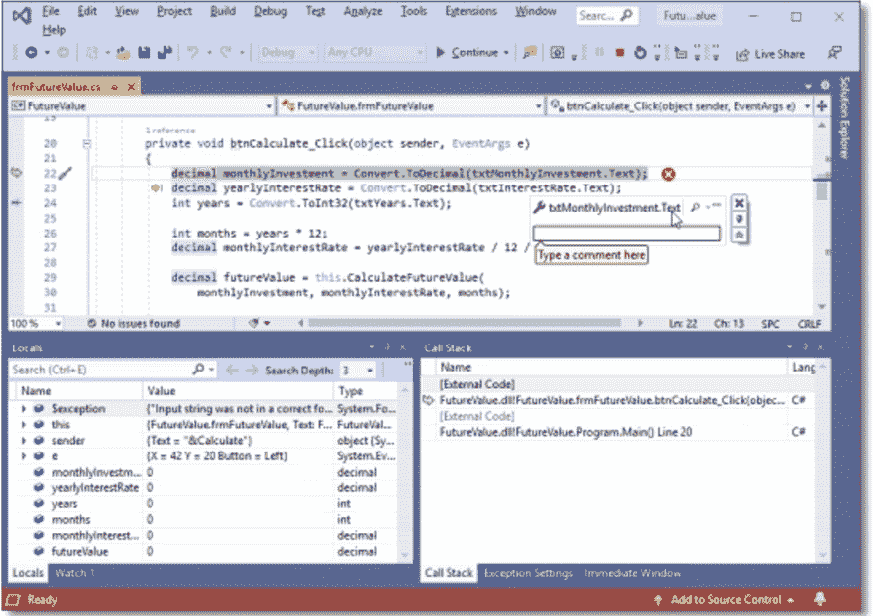 File Edit View Project Build Debug Test Analyze Tools Extensions Window Searc... Futu...alue
Help
Debug Any CPU Continue Live Share
frmFutureValue.cs
FutureValue FutureValue.frmFutureValue btnCalculate_Click(object sender, EventArgs e)
19
1 reference
20 private void btnCalculate_Click(object sender, EventArgs e)
21 {
22 decimal monthlyInvestment = Convert.ToDecimal(txtMonthlyInvestment.Text);
23 decimal yearlyInterestRate = Convert.ToDecimal(txtInterestRate.Text);
24 int years = Convert.ToInt32(txtYears.Text);
txtMonthlyInvestment.Text
26 int months = years * 12;
27 decimal monthlyInterestRate = yearlyInterestRate / 12 /
Type a comment here
28
29 decimal futureValue = this.CalculateFutureValue(
30 monthlyInvestment, monthlyInterestRate, months);
31
100 % No issues found Ln: 22 Ch: 13 SPC CRLF
Locals
Search (Ctrl+E) Search Depth: 3
Name Value Type
$exception {"Input string was not in a correct fo... System.Fo...
this {FutureValue.frmFutureValue, Text: F... FutureVal...
sender {Text = "&Calculate"} object {Sy...
e {X = 42 Y = 20 Button = Left} System.Ev...
monthlyInvestm... 0 decimal
yearlyInterestRate 0 decimal
years 0 int
months 0 int
monthlyInterest... 0 decimal
futureValue 0 decimal
Locals Watch 1
Call Stack
Name Lang
[External Code]
FutureValue.dll!FutureValue.frmFutureValue.btnCalculate_Click(objec... C#
[External Code]
FutureValue.dll!FutureValue.Program.Main() Line 20 C#
Call Stack Exception Settings Immediate Window
Solution Explorer
Ready Add to Source Control